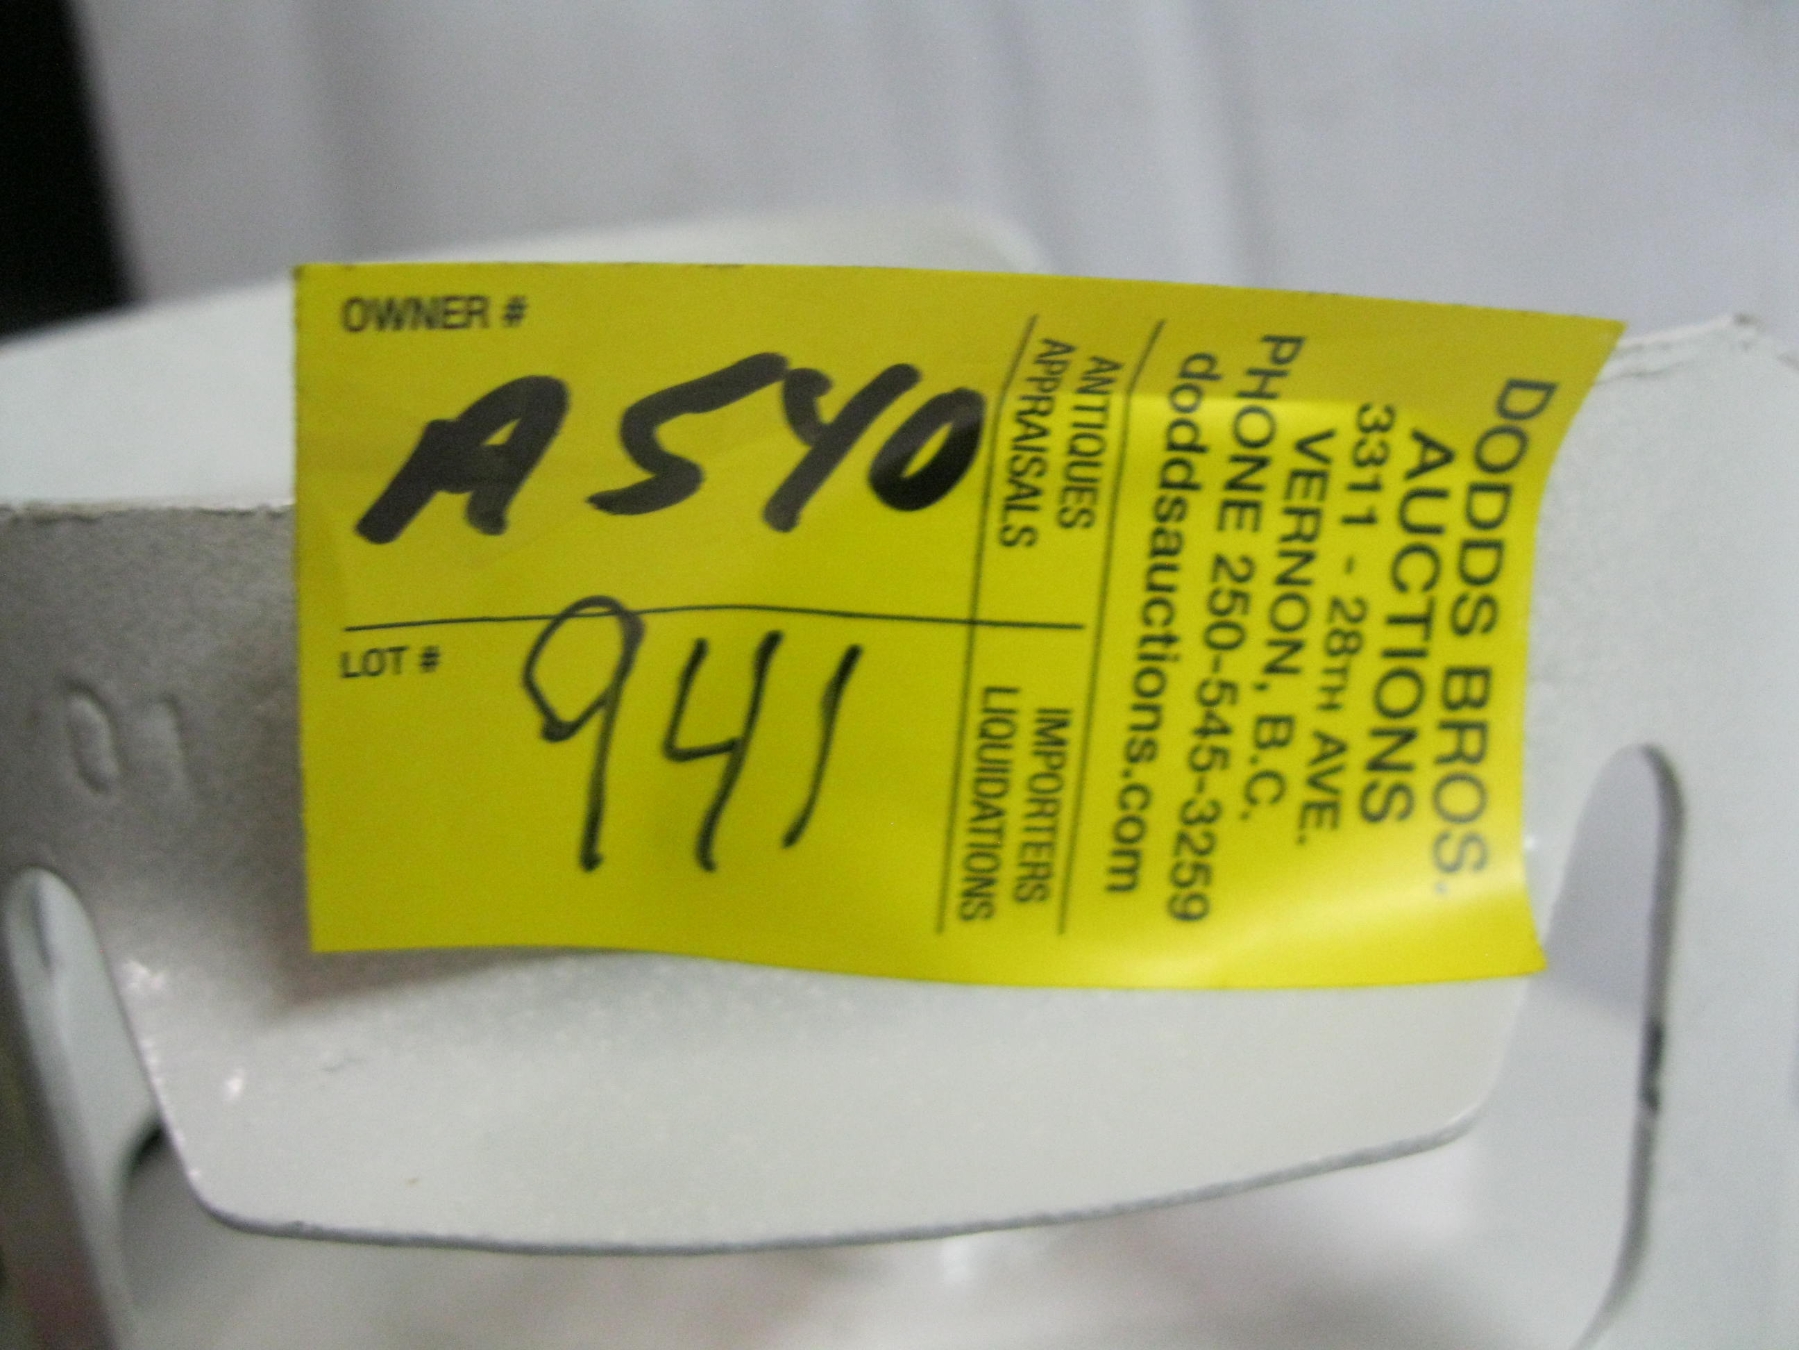 OWNER #
A540
LOT #
941
ANTIQUES
APPRAISALS
IMPORTERS
LIQUIDATIONS
DODDS BROS.
AUCTIONS
3311 - 28TH AVE.
VERNON, B.C.
PHONE 250-545-3259
doddsauctions.com